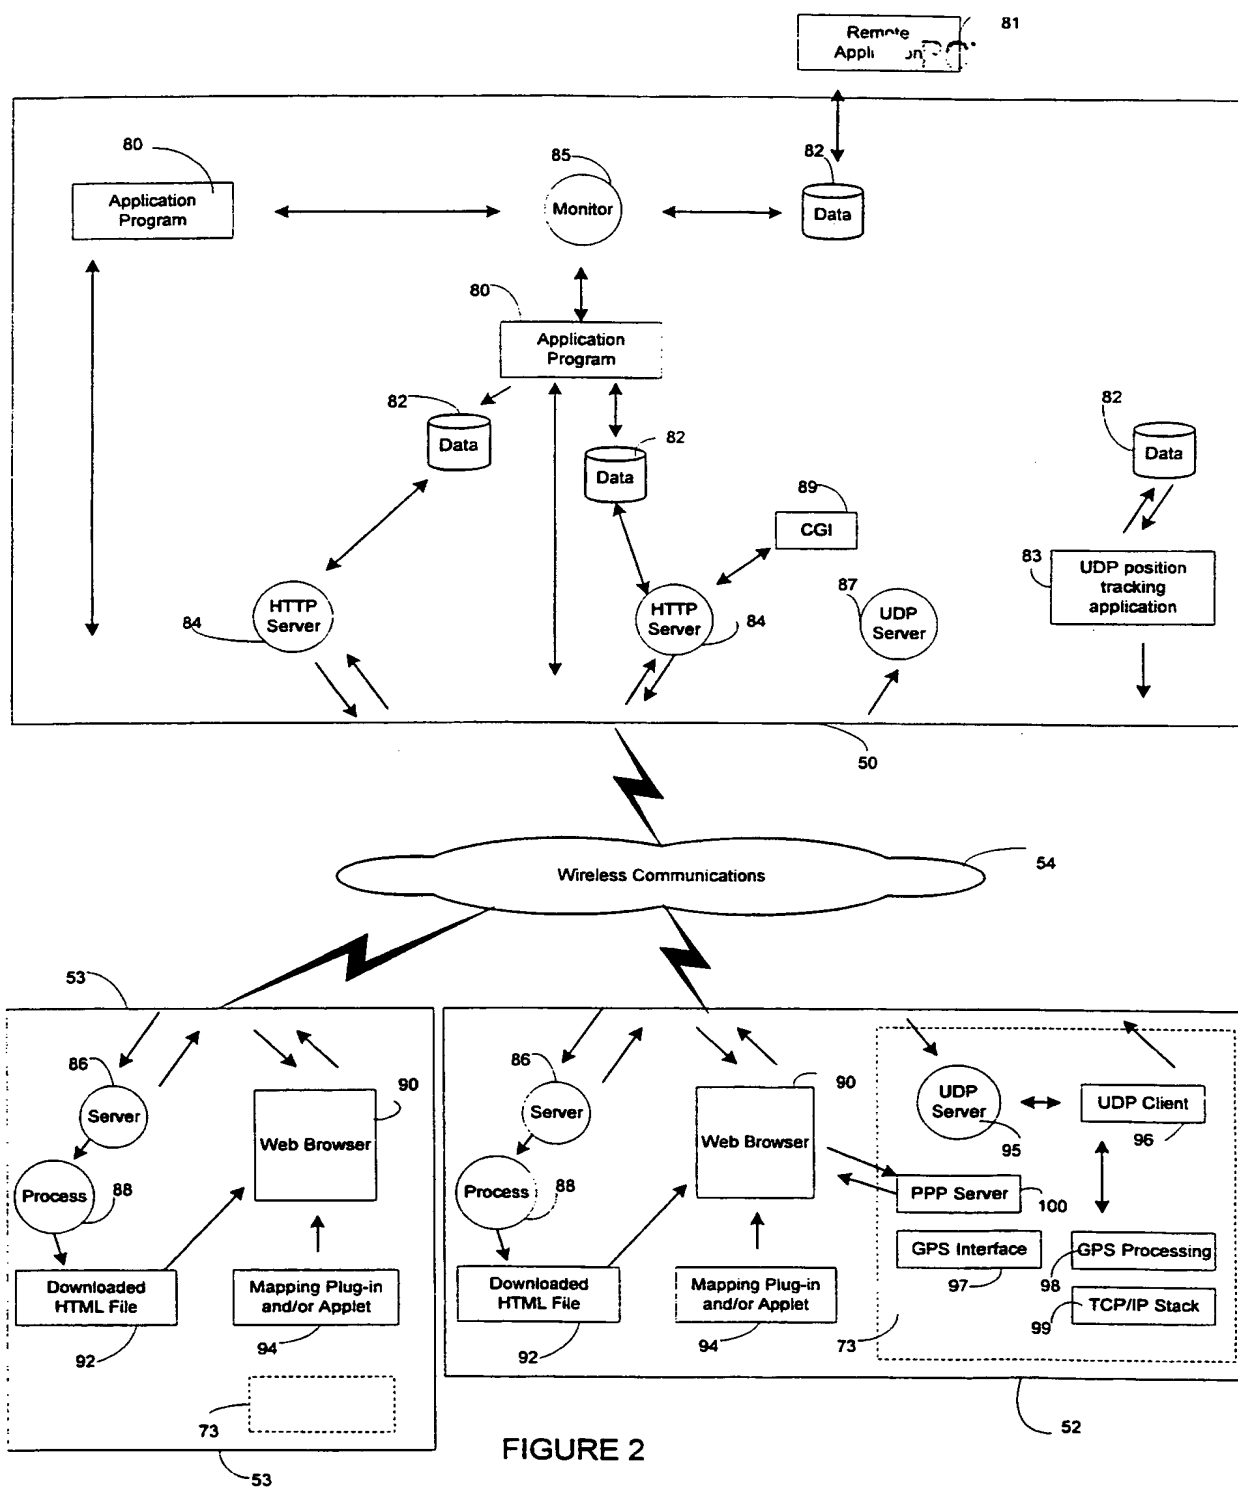 81
Remote
80
85
82
Application
Program
Monitor
Data
80
Application
Program
82
Data
82
Data
82
Data
89
CGI
HTTP
Server
84
HTTP
Server
84
87
UDP
Server
83
UDP position
tracking
application
50
54
Wireless Communications
53
86
Server
90
Web Browser
Process
88
Downloaded
HTML File
Mapping Plug-in
and/or Applet
92
94
73
53
86
Server
90
Web Browser
Process
88
Downloaded
HTML File
Mapping Plug-in
and/or Applet
92
94
UDP
Server
95
UDP Client
96
PPP Server
100
GPS Interface
97
GPS Processing
98
TCP/IP Stack
99
73
52
FIGURE 2